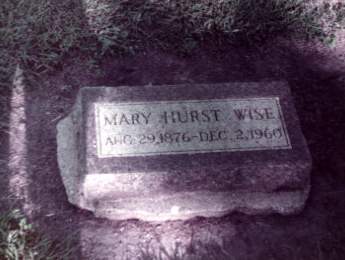 MARY HURST WISE
AUG. 29, 1876 - DEC. 2, 1960